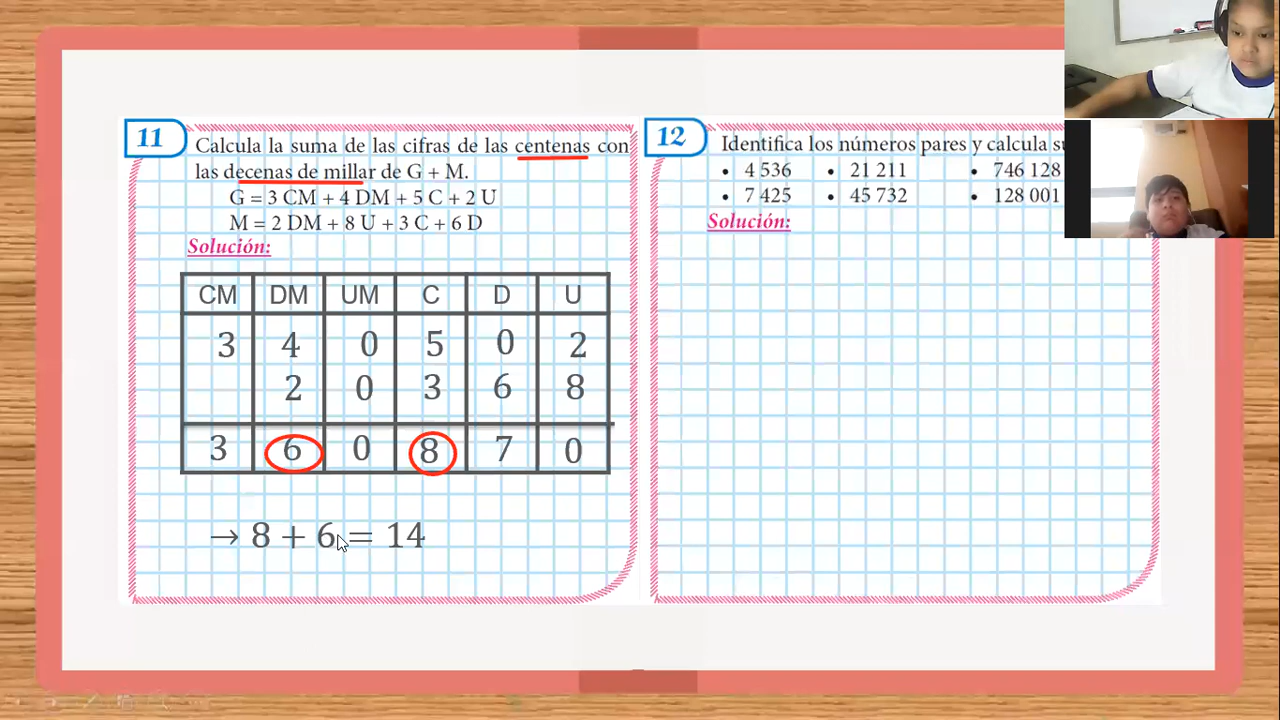 11
Calcula la suma de las cifras de las centenas con
las decenas de millar de G + M.
G = 3 CM + 4 DM + 5 C + 2 U
M = 2 DM + 8 U + 3 C + 6 D
Solución:
CM DM UM C D U
3 4 0 5 0 2
2 0 3 6 8
3 6 0 8 7 0
→ 8 + 6 = 14
12
Identifica los números pares y calcula
• 4 536 • 21 211 • 746 128
• 7 425 • 45 732 • 128 001
Solución: